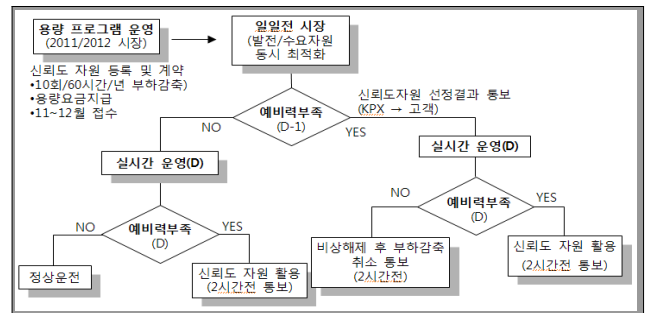 용량 프로그램 운영
(2011/2012 시장)
일일전 시장
(발전/수요자원
동시 최적화)
신뢰도 자원 등록 및 계약
•10회/60시간/년 부하감축)
•용량요금지급
•11~12월 접수
신뢰도자원 선정결과 통보
(KPX → 고객)
예비력부족
(D-1)
NO
YES
실시간 운영(D)
실시간 운영(D)
예비력부족
(D)
NO
YES
예비력부족
(D)
NO
YES
정상운전
신뢰도 자원 활용
(2시간전 통보)
비상해제 후 부하감축
취소 통보
(2시간전)
신뢰도 자원 활용
(2시간전 통보)